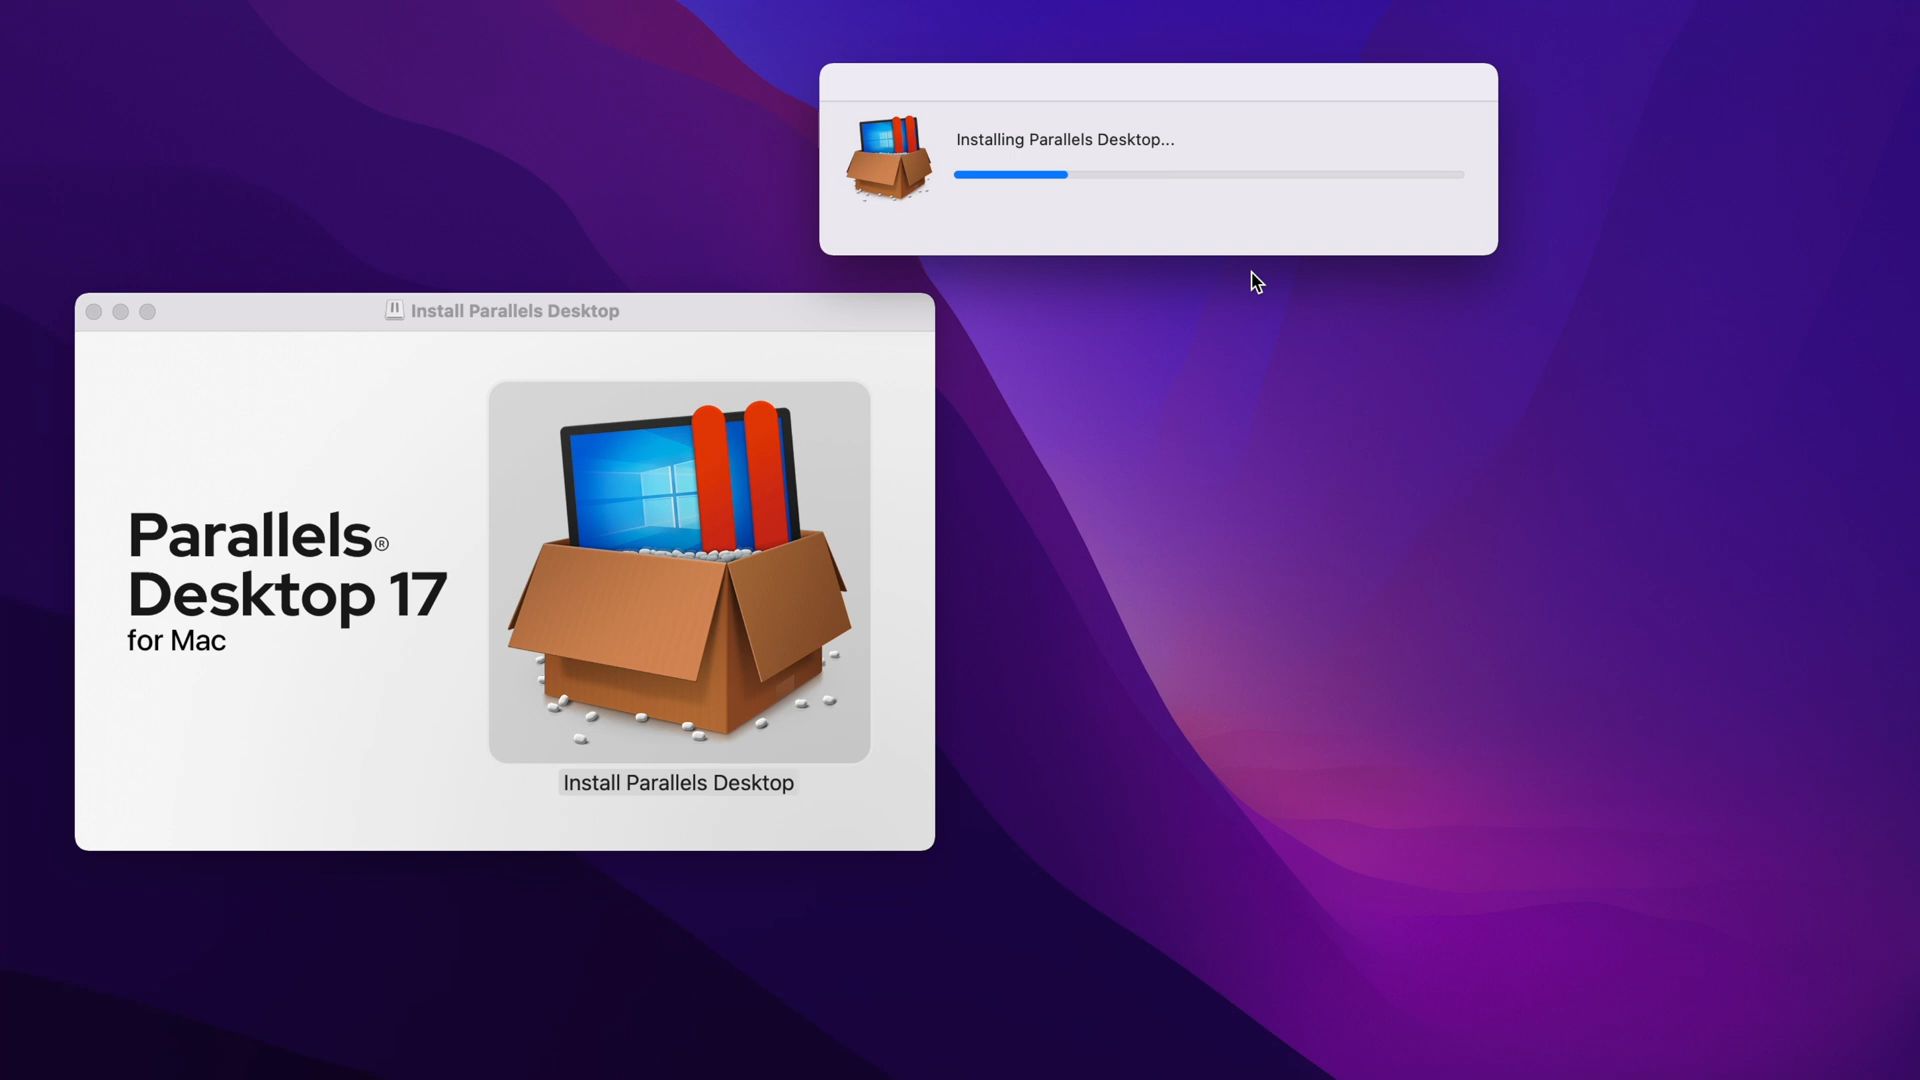 Installing Parallels Desktop...
Install Parallels Desktop
Parallels®
Desktop 17
for Mac
Install Parallels Desktop